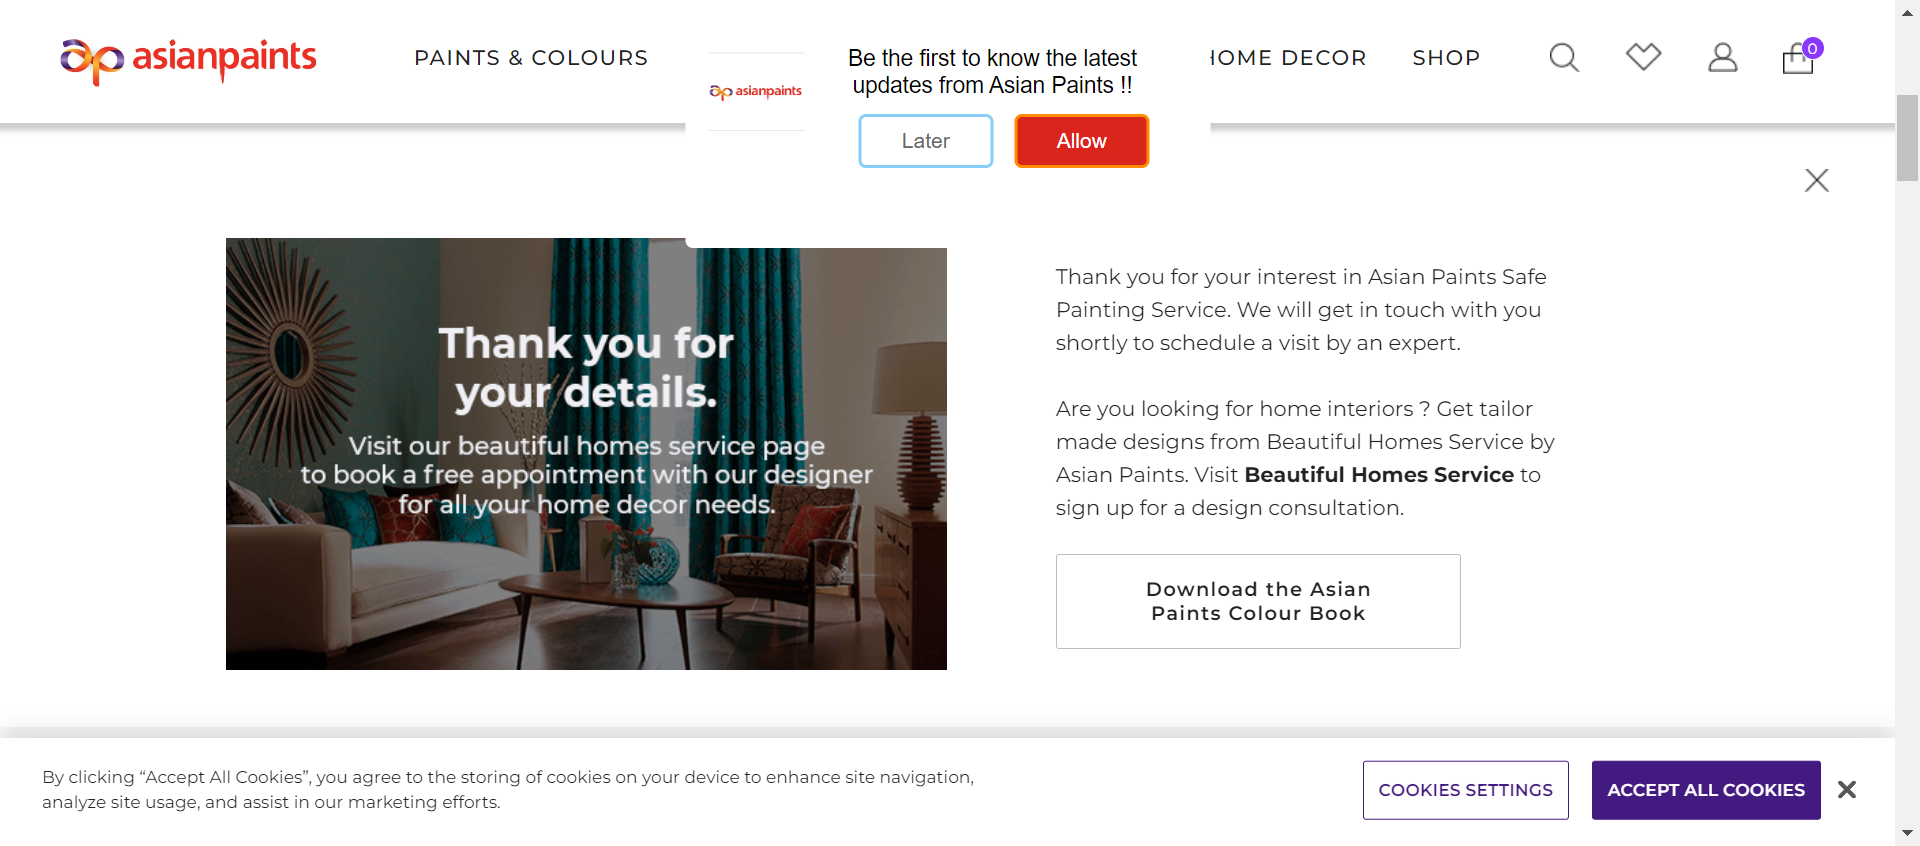 asianpaints
PAINTS & COLOURS
HOME DECOR
SHOP
0
asianpaints
Be the first to know the latest
updates from Asian Paints !!
Later
Allow
Thank you for
your details.
Visit our beautiful homes service page
to book a free appointment with our designer
for all your home decor needs.
Thank you for your interest in Asian Paints Safe
Painting Service. We will get in touch with you
shortly to schedule a visit by an expert.
Are you looking for home interiors ? Get tailor
made designs from Beautiful Homes Service by
Asian Paints. Visit Beautiful Homes Service to
sign up for a design consultation.
Download the Asian
Paints Colour Book
By clicking “Accept All Cookies”, you agree to the storing of cookies on your device to enhance site navigation,
analyze site usage, and assist in our marketing efforts.
COOKIES SETTINGS
ACCEPT ALL COOKIES